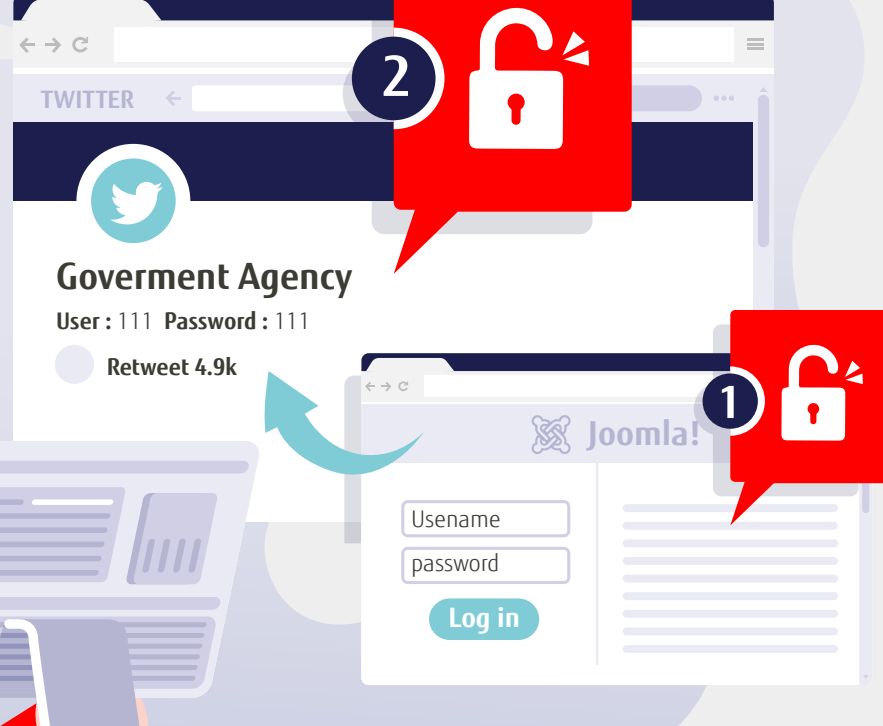 2
TWITTER
Goverment Agency
User : 111 Password : 111
Retweet 4.9k
1
Joomla!
Usename
password
Log in